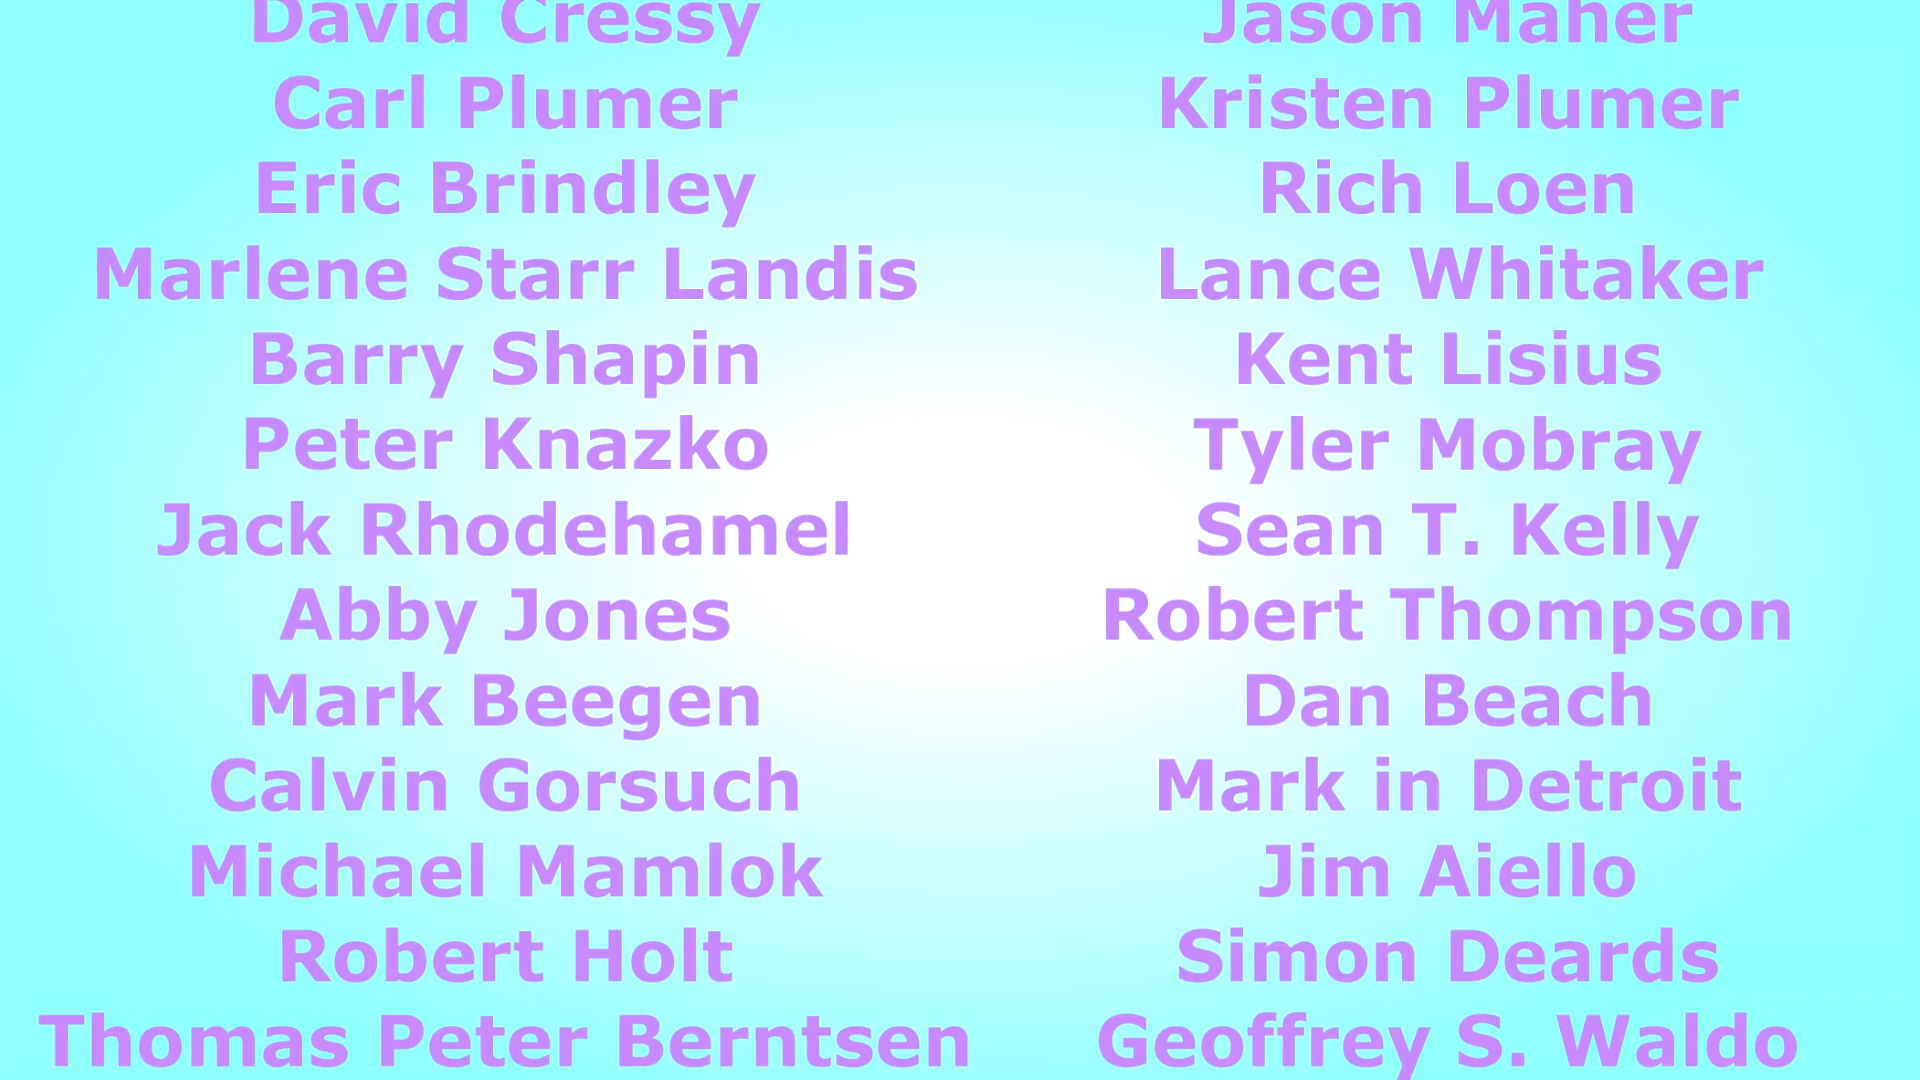 David Cressy
Carl Plumer
Eric Brindley
Marlene Starr Landis
Barry Shapin
Peter Knazko
Jack Rhodehamel
Abby Jones
Mark Beegen
Calvin Gorsuch
Michael Mamlok
Robert Holt
Thomas Peter Berntsen
Jason Maher
Kristen Plumer
Rich Loen
Lance Whitaker
Kent Lisius
Tyler Mobray
Sean T. Kelly
Robert Thompson
Dan Beach
Mark in Detroit
Jim Aiello
Simon Deards
Geoffrey S. Waldo